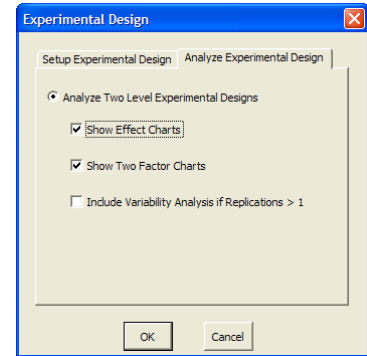 Experimental Design
Setup Experimental Design
Analyze Experimental Design
Analyze Two Level Experimental Designs
Show Effect Charts
Show Two Factor Charts
Include Variability Analysis if Replications > 1
OK
Cancel